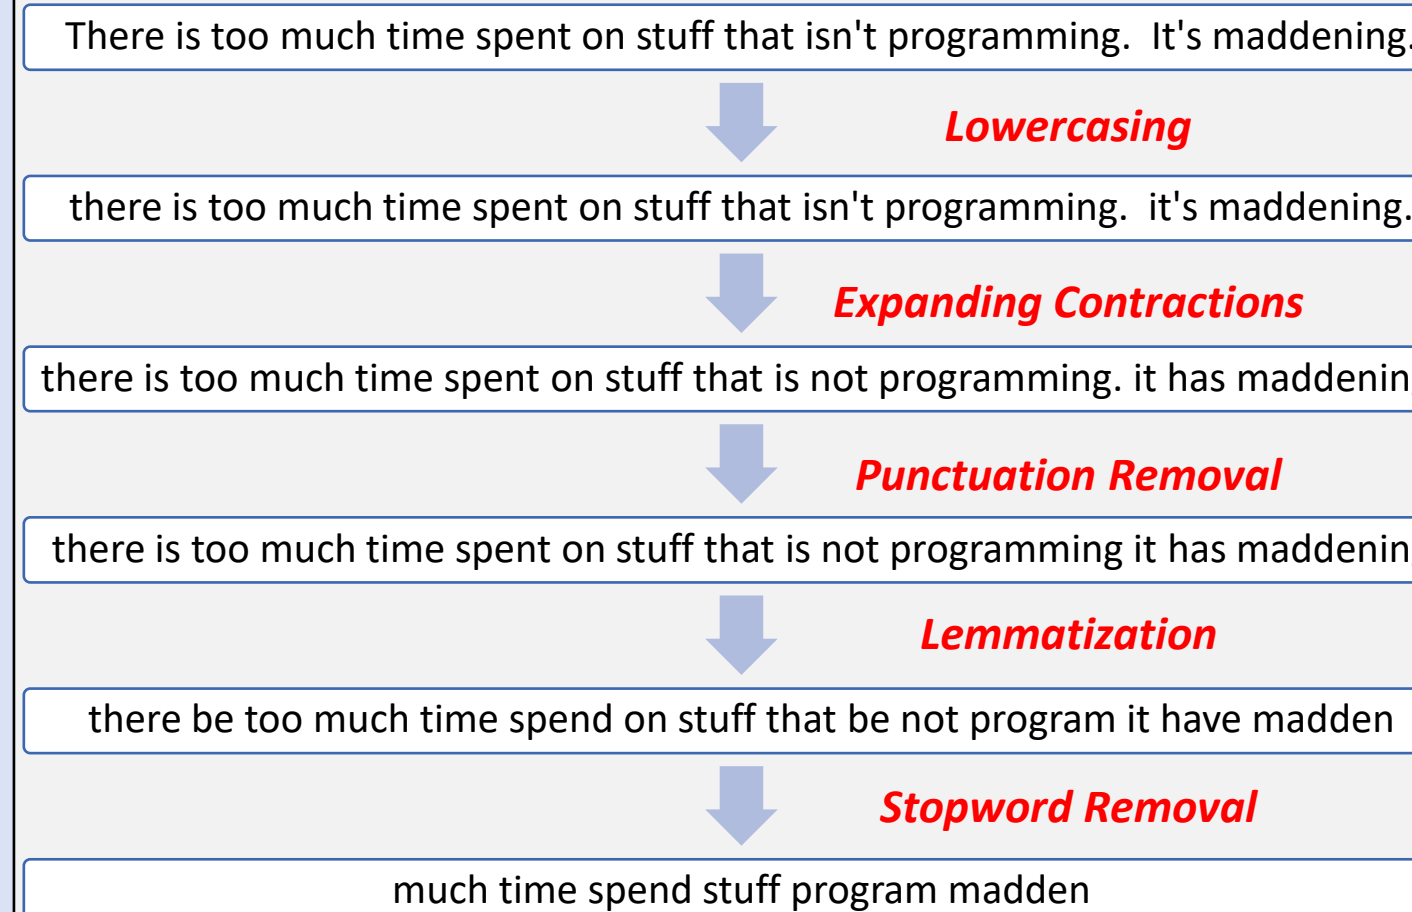 There is too much time spent on stuff that isn't programming.  It's maddening.
Lowercasing
there is too much time spent on stuff that isn't programming.  it's maddening.
Expanding Contractions
there is too much time spent on stuff that is not programming. it has maddenin
Punctuation Removal
there is too much time spent on stuff that is not programming it has maddenin
Lemmatization
there be too much time spend on stuff that be not program it have madden
Stopword Removal
much time spend stuff program madden